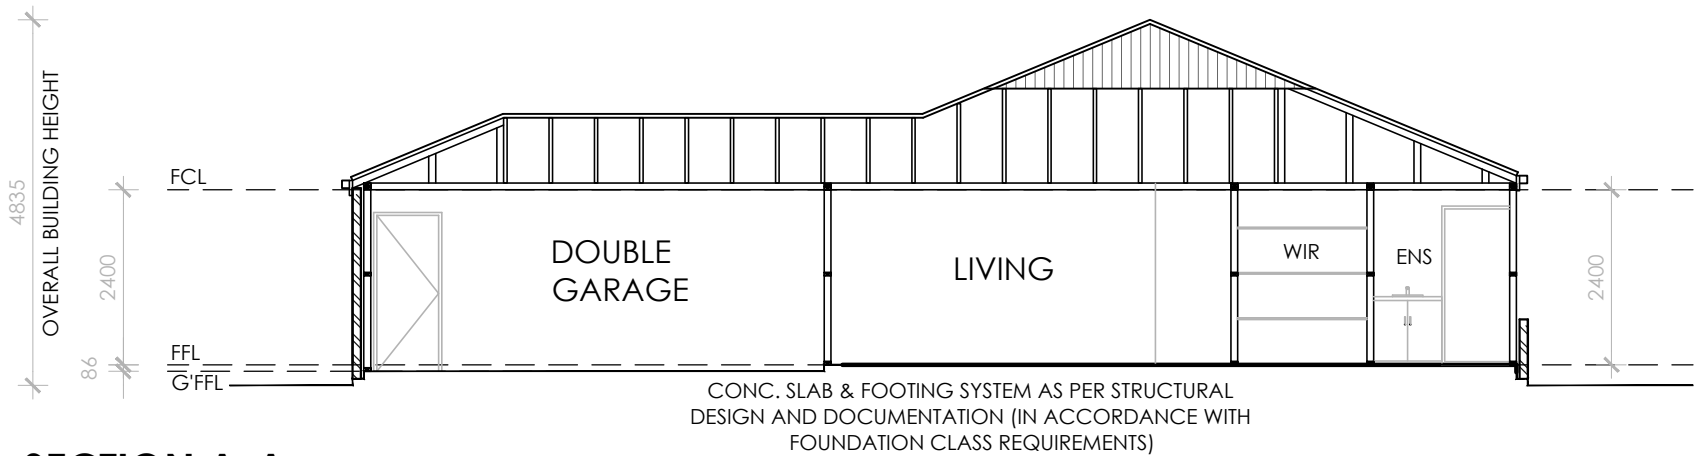 4835
OVERALL BUILDING HEIGHT
FCL
2400
FFL
86
G'FFL
DOUBLE
GARAGE
LIVING
WIR
ENS
2400
CONC. SLAB & FOOTING SYSTEM AS PER STRUCTURAL
DESIGN AND DOCUMENTATION (IN ACCORDANCE WITH
FOUNDATION CLASS REQUIREMENTS)
SECTION A-A